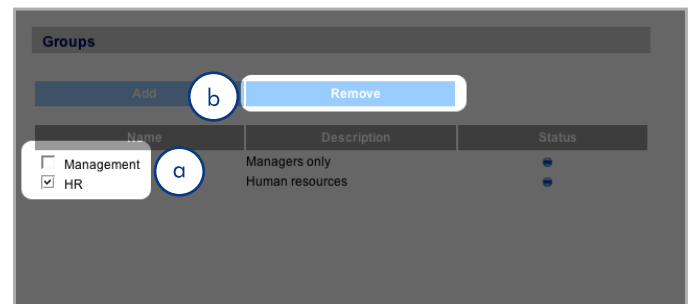 Groups
Add b Remove
Name Description Status
Management Managers only
HR Human resources
a